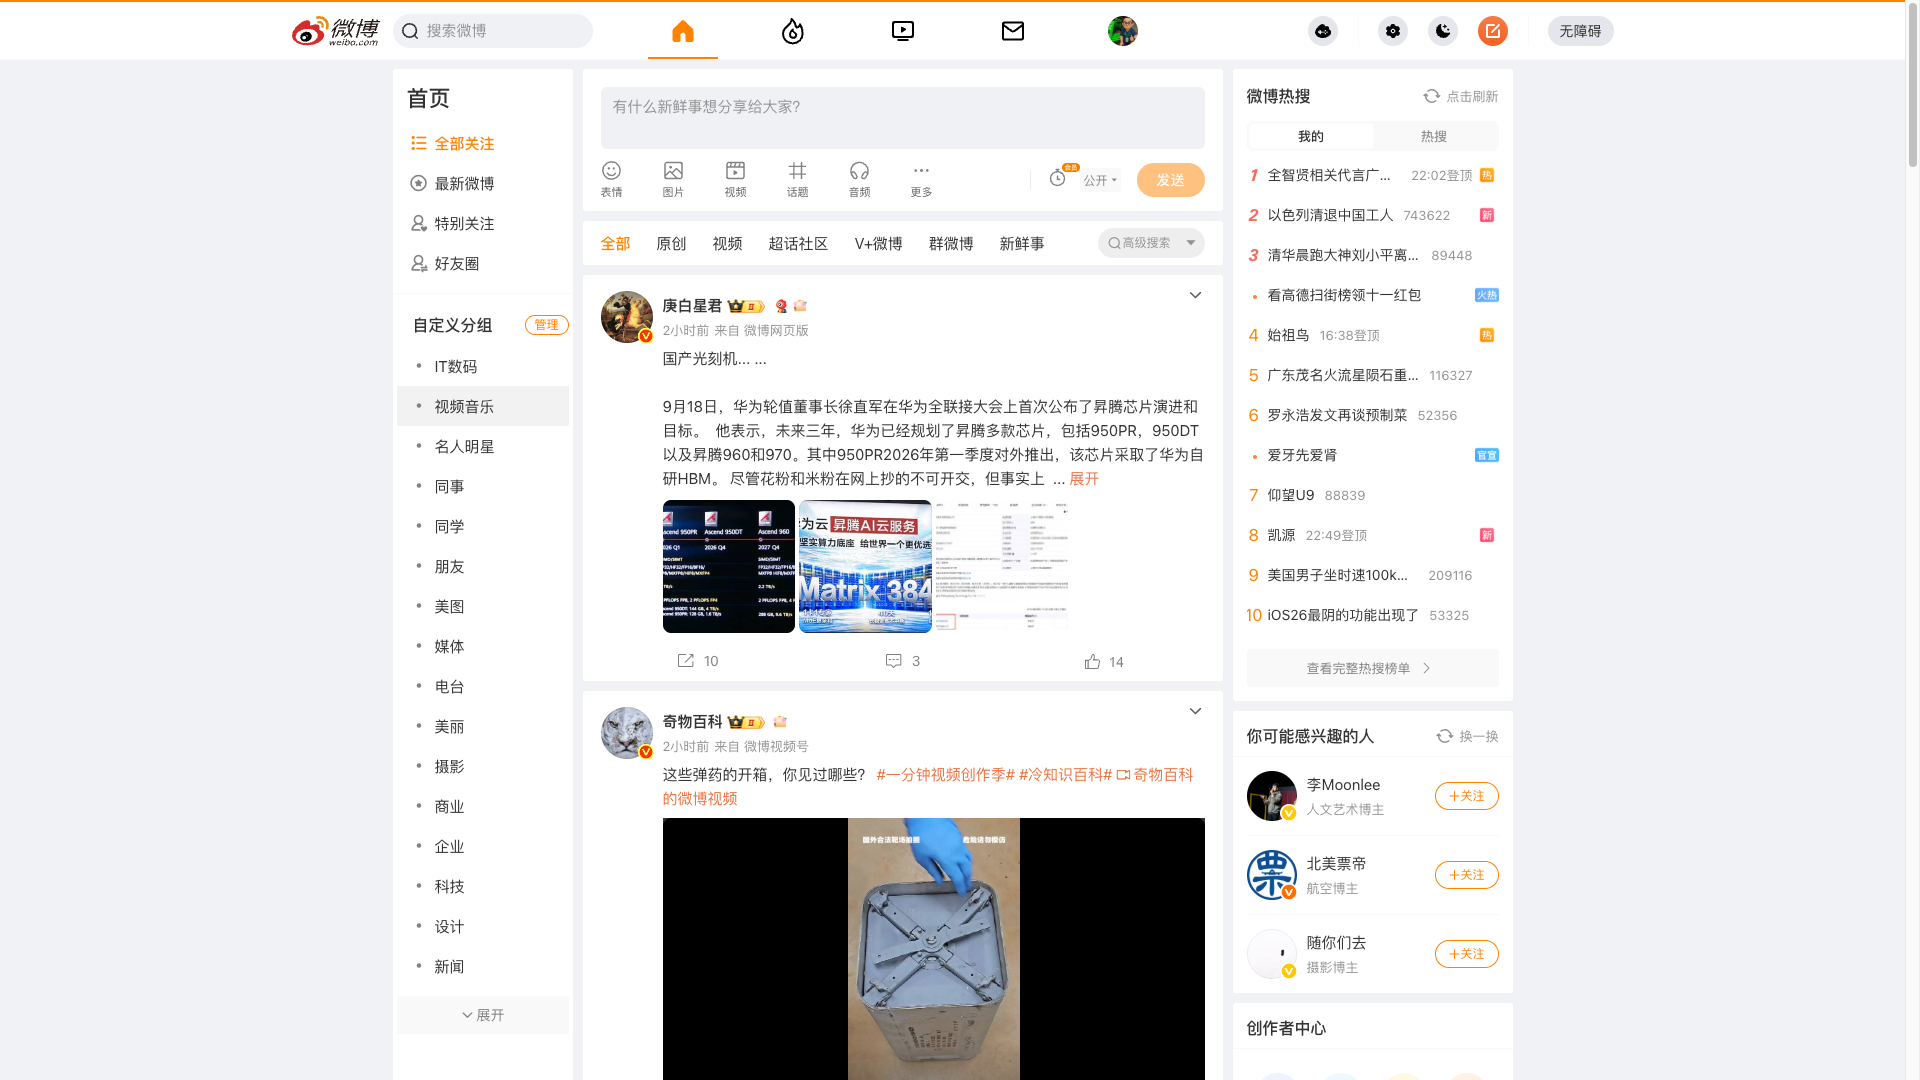 微博
weibo.com
搜索微博
无障碍
首页
全部关注
最新微博
特别关注
好友圈
自定义分组
管理
IT数码
视频音乐
名人明星
同事
同学
朋友
美图
媒体
电台
美丽
摄影
商业
企业
科技
设计
新闻
展开
有什么新鲜事想分享给大家?
表情
图片
视频
话题
音频
更多
会员
公开
发送
全部
原创
视频
超话社区
V+微博
群微博
新鲜事
高级搜索
庚白星君
2小时前 来自 微博网页版
国产光刻机... ...
9月18日，华为轮值董事长徐直军在华为全联接大会上首次公布了昇腾芯片演进和
目标。 他表示，未来三年，华为已经规划了昇腾多款芯片，包括950PR，950DT
以及昇腾960和970。其中950PR2026年第一季度对外推出，该芯片采取了华为自
研HBM。 尽管花粉和米粉在网上抄的不可开交，但事实上 ... 展开
Ascend 950DT
Ascend 960
2026 Q4
2027 Q4
华为云 昇腾AI云服务
坚实算力底座 给世界一个更优选
Matrix 384
10
3
14
奇物百科
2小时前 来自 微博视频号
这些弹药的开箱，你见过哪些？ #一分钟视频创作季# #冷知识百科# 奇物百科
的微博视频
国外合法靶场拍摄
危险请勿模仿
微博热搜
点击刷新
我的
热搜
1 全智贤相关代言广... 22:02登顶 热
2 以色列清退中国工人 743622 新
3 清华晨跑大神刘小平离... 89448
看高德扫街榜领十一红包 火热
4 始祖鸟 16:38登顶 热
5 广东茂名火流星陨石重... 116327
6 罗永浩发文再谈预制菜 52356
爱牙先爱肾 官宣
7 仰望U9 88839
8 凯源 22:49登顶 新
9 美国男子坐时速100k... 209116
10 iOS26最阴的功能出现了 53325
查看完整热搜榜单
你可能感兴趣的人
换一换
李Moonlee
人文艺术博主
+关注
北美票帝
航空博主
+关注
随你们去
摄影博主
+关注
创作者中心